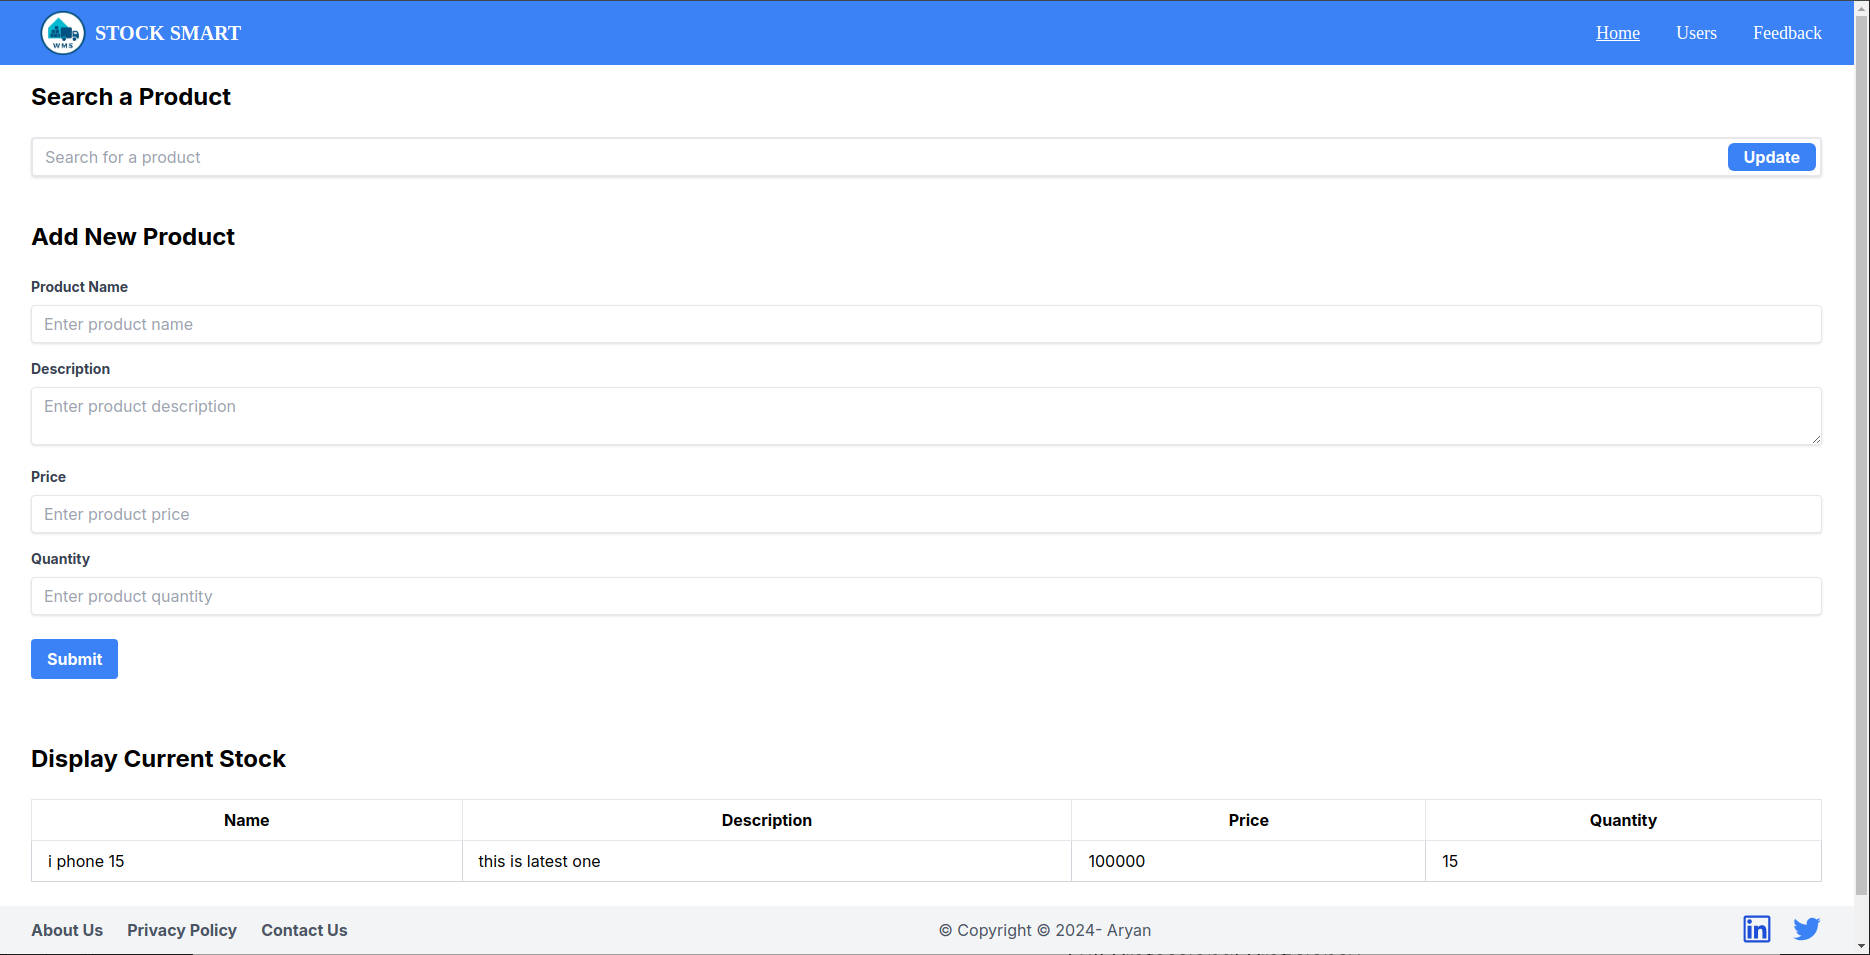 WMS
STOCK SMART
Home Users Feedback
Search a Product
Search for a product
Update
Add New Product
Product Name
Enter product name
Description
Enter product description
Price
Enter product price
Quantity
Enter product quantity
Submit
Display Current Stock
Name Description Price Quantity
i phone 15 this is latest one 100000 15
About Us Privacy Policy Contact Us © Copyright © 2024- Aryan in